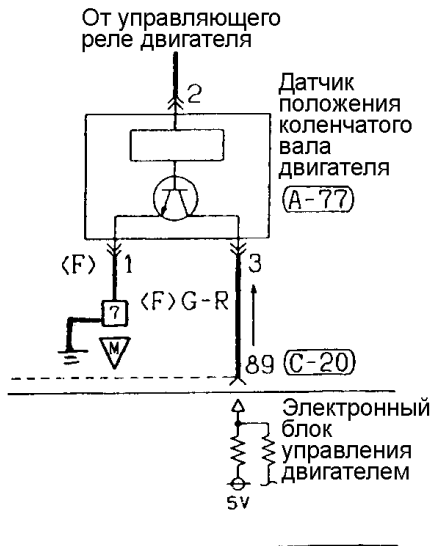 От управляющего
реле двигателя
2
Датчик
положения
коленчатого
вала
двигателя
A-77
(F) 1
3
7
(F) G-R
M
89 C-20
Электронный
блок
управления
двигателем
5V